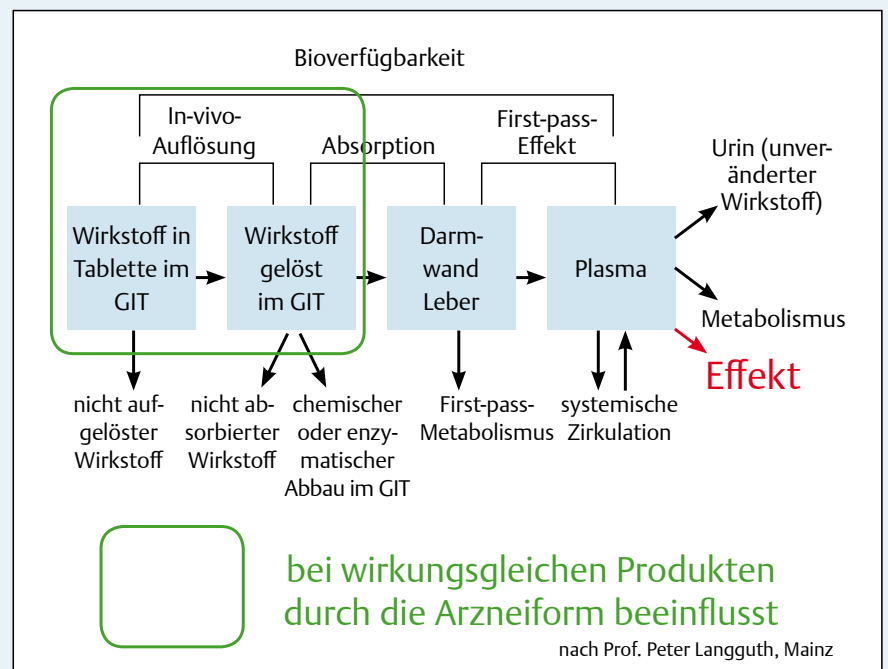 Bioverfügbarkeit
In-vivo-
Auflösung
Absorption
First-pass-
Effekt
Urin (unver-
änderter
Wirkstoff)
Wirkstoff in
Tablette im
GIT
Wirkstoff
gelöst
im GIT
Darm-
wand
Leber
Plasma
Metabolismus
Effekt
nicht auf-
gelöster
Wirkstoff
nicht ab-
sorbierter
Wirkstoff
chemischer
oder enzy-
matischer
Abbau im GIT
First-pass-
Metabolismus
systemische
Zirkulation
bei wirkungsgleichen Produkten
durch die Arzneiform beeinflusst
nach Prof. Peter Langguth, Mainz